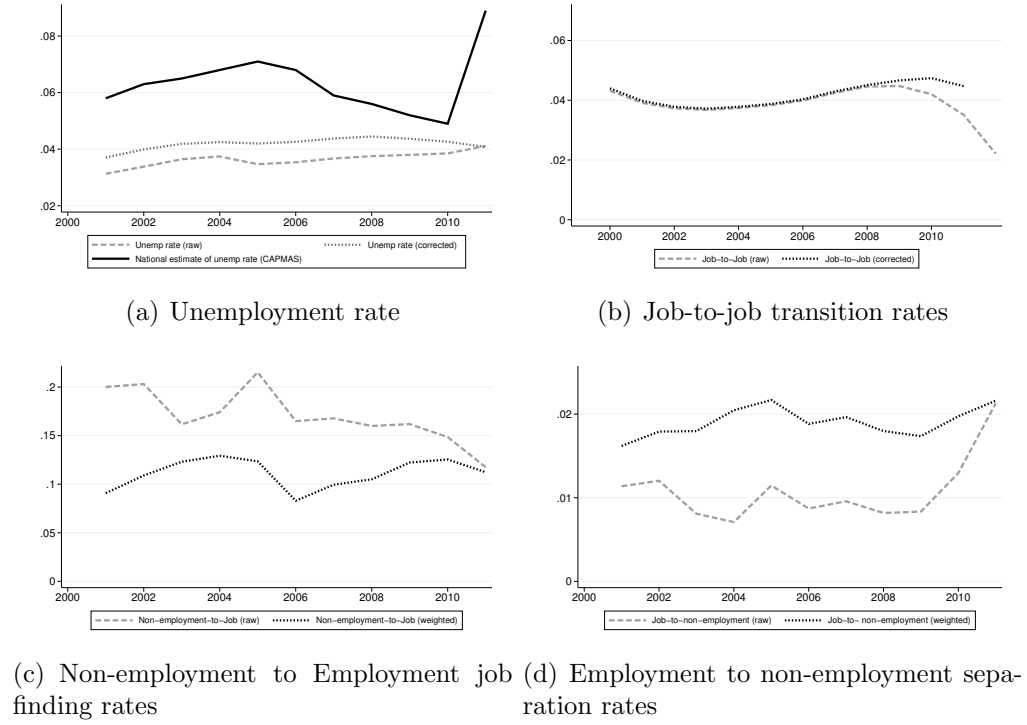 .08
.06
.04
.02
2000 2002 2004 2006 2008 2010
Unemp rate (raw) Unemp rate (corrected)
National estimate of unemp rate (CAPMAS)
(a) Unemployment rate
.06
.04
.02
0
2000 2002 2004 2006 2008 2010
Job−to−Job (raw) Job−to−Job (corrected)
(b) Job-to-job transition rates
.2
.15
.1
.05
0
2000 2002 2004 2006 2008 2010
Non−employment−to−Job (raw) Non−employment−to−Job (weighted)
(c) Non-employment to Employment job
finding rates
.02
.01
0
2000 2002 2004 2006 2008 2010
Job−to−non−employment (raw) Job−to− non−employment (weighted)
(d) Employment to non-employment sepa-
ration rates